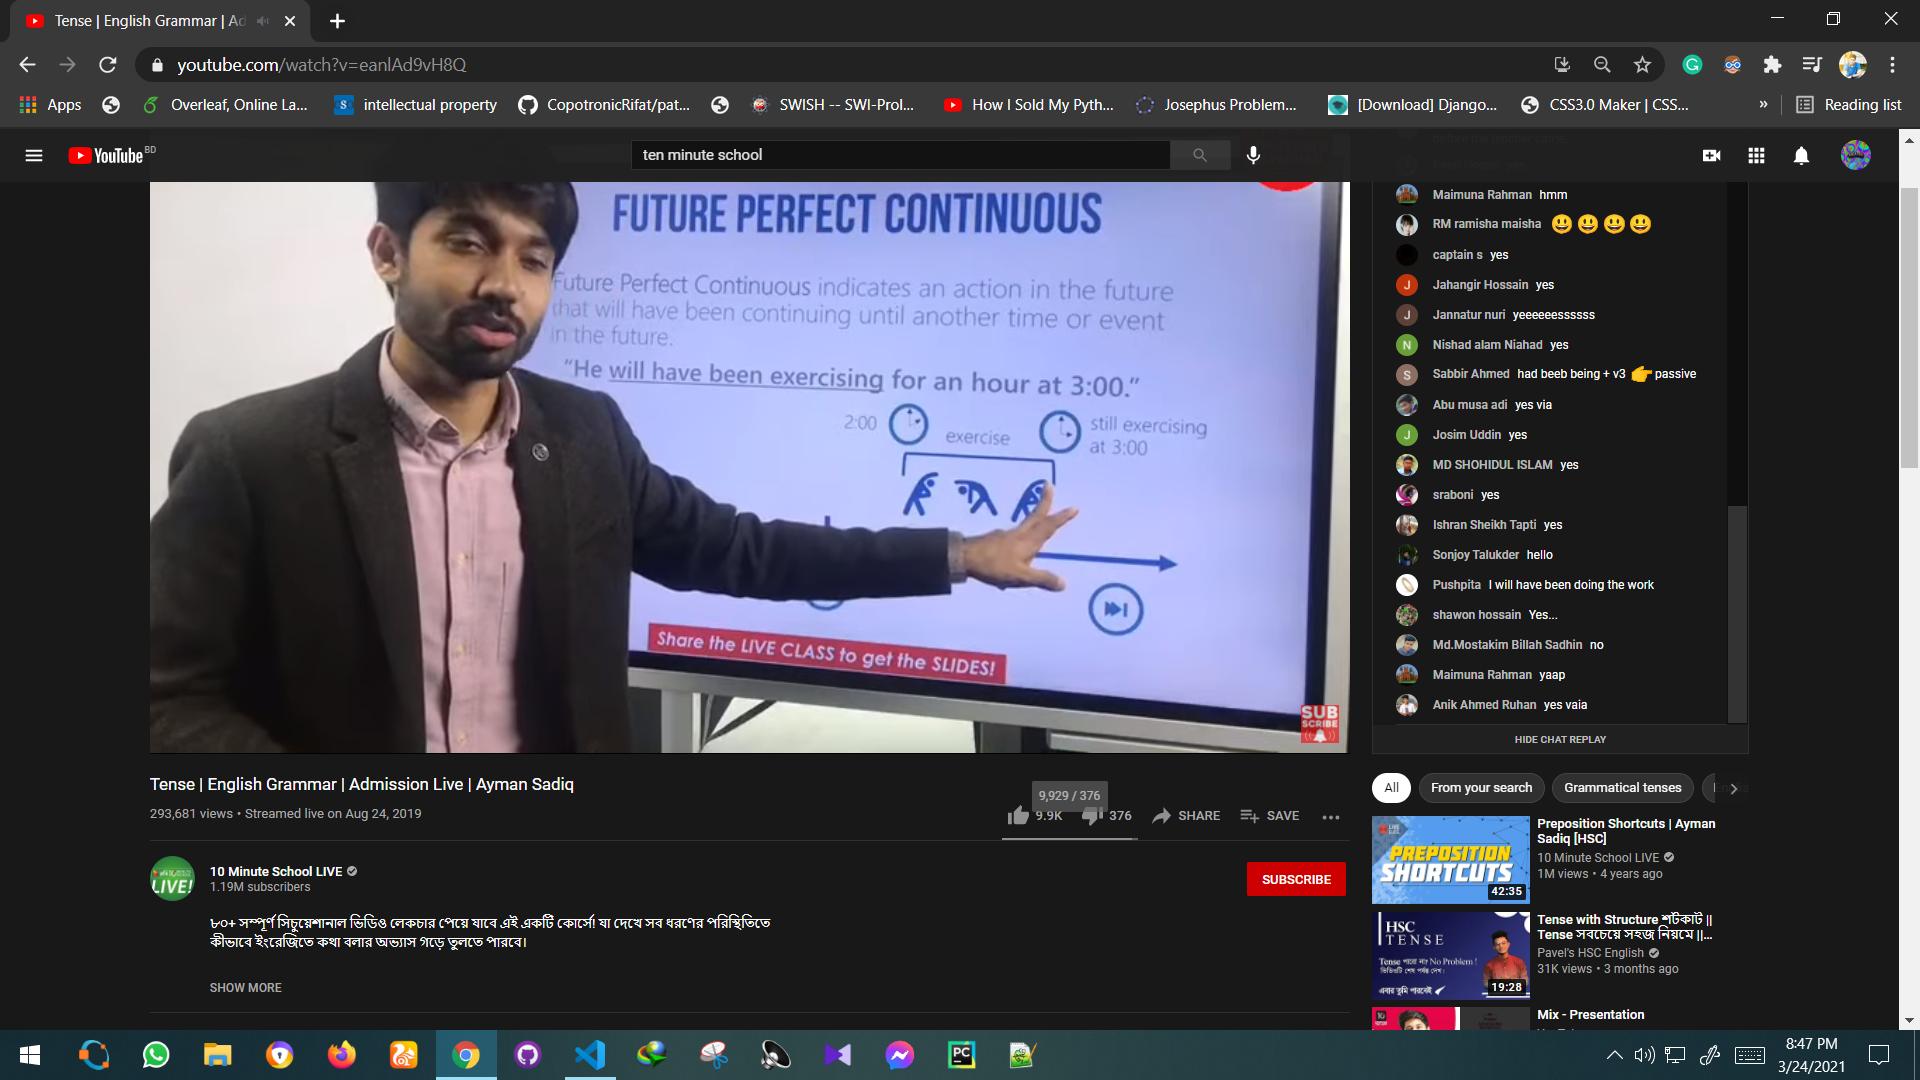 Tense | English Grammar | Ad
youtube.com/watch?v=eanlAd9vH8Q
Apps
Overleaf, Online La...
intellectual property
CopotronicRifat/pat...
SWISH -- SWI-Prol...
How I Sold My Pyth...
Josephus Problem...
[Download] Django...
CSS3.0 Maker | CSS...
»
Reading list
YouTube BD
ten minute school
FUTURE PERFECT CONTINUOUS
Future Perfect Continuous indicates an action in the future
that will have been continuing until another time or event
in the future.
"He will have been exercising for an hour at 3:00."
2:00
exercise
still exercising
at 3:00
Share the LIVE CLASS to get the SLIDES!
SUB
SCRIBE
Maimuna Rahman hmm
RM ramisha maisha 😃😃😃😃
captain s yes
Jahangir Hossain yes
Jannatur nuri yeeeeeessssss
Nishad alam Niahad yes
Sabbir Ahmed had beeb being + v3 👉 passive
Abu musa adi yes via
Josim Uddin yes
MD SHOHIDUL ISLAM yes
sraboni yes
Ishran Sheikh Tapti yes
Sonjoy Talukder hello
Pushpita I will have been doing the work
shawon hossain Yes...
Md.Mostakim Billah Sadhin no
Maimuna Rahman yaap
Anik Ahmed Ruhan yes vaia
HIDE CHAT REPLAY
Tense | English Grammar | Admission Live | Ayman Sadiq
293,681 views • Streamed live on Aug 24, 2019
9,929 / 376
9.9K
376
SHARE
SAVE
10 Minute School LIVE
1.19M subscribers
SUBSCRIBE
LIVE!
৮০+ সম্পূর্ণ সিচুয়েশানাল ভিডিও লেকচার পেয়ে যাবে এই একটি কোর্সে! যা দেখে সব ধরণের পরিস্থিতিতে
কীভাবে ইংরেজিতে কথা বলার অভ্যাস গড়ে তুলতে পারবে।
SHOW MORE
All
From your search
Grammatical tenses
PREPOSITION
SHORTCUTS
42:35
Preposition Shortcuts | Ayman
Sadiq [HSC]
10 Minute School LIVE
1M views • 4 years ago
HSC
TENSE
Tense পারো না? No Problem !
ভিডিওটি শেষ পর্যন্ত দেখ।
এবার তুমি পারবেই
19:28
Tense with Structure শর্টকাট ||
Tense সবচেয়ে সহজ নিয়মে ||...
Pavel's HSC English
31K views • 3 months ago
Mix - Presentation
8:47 PM
3/24/2021